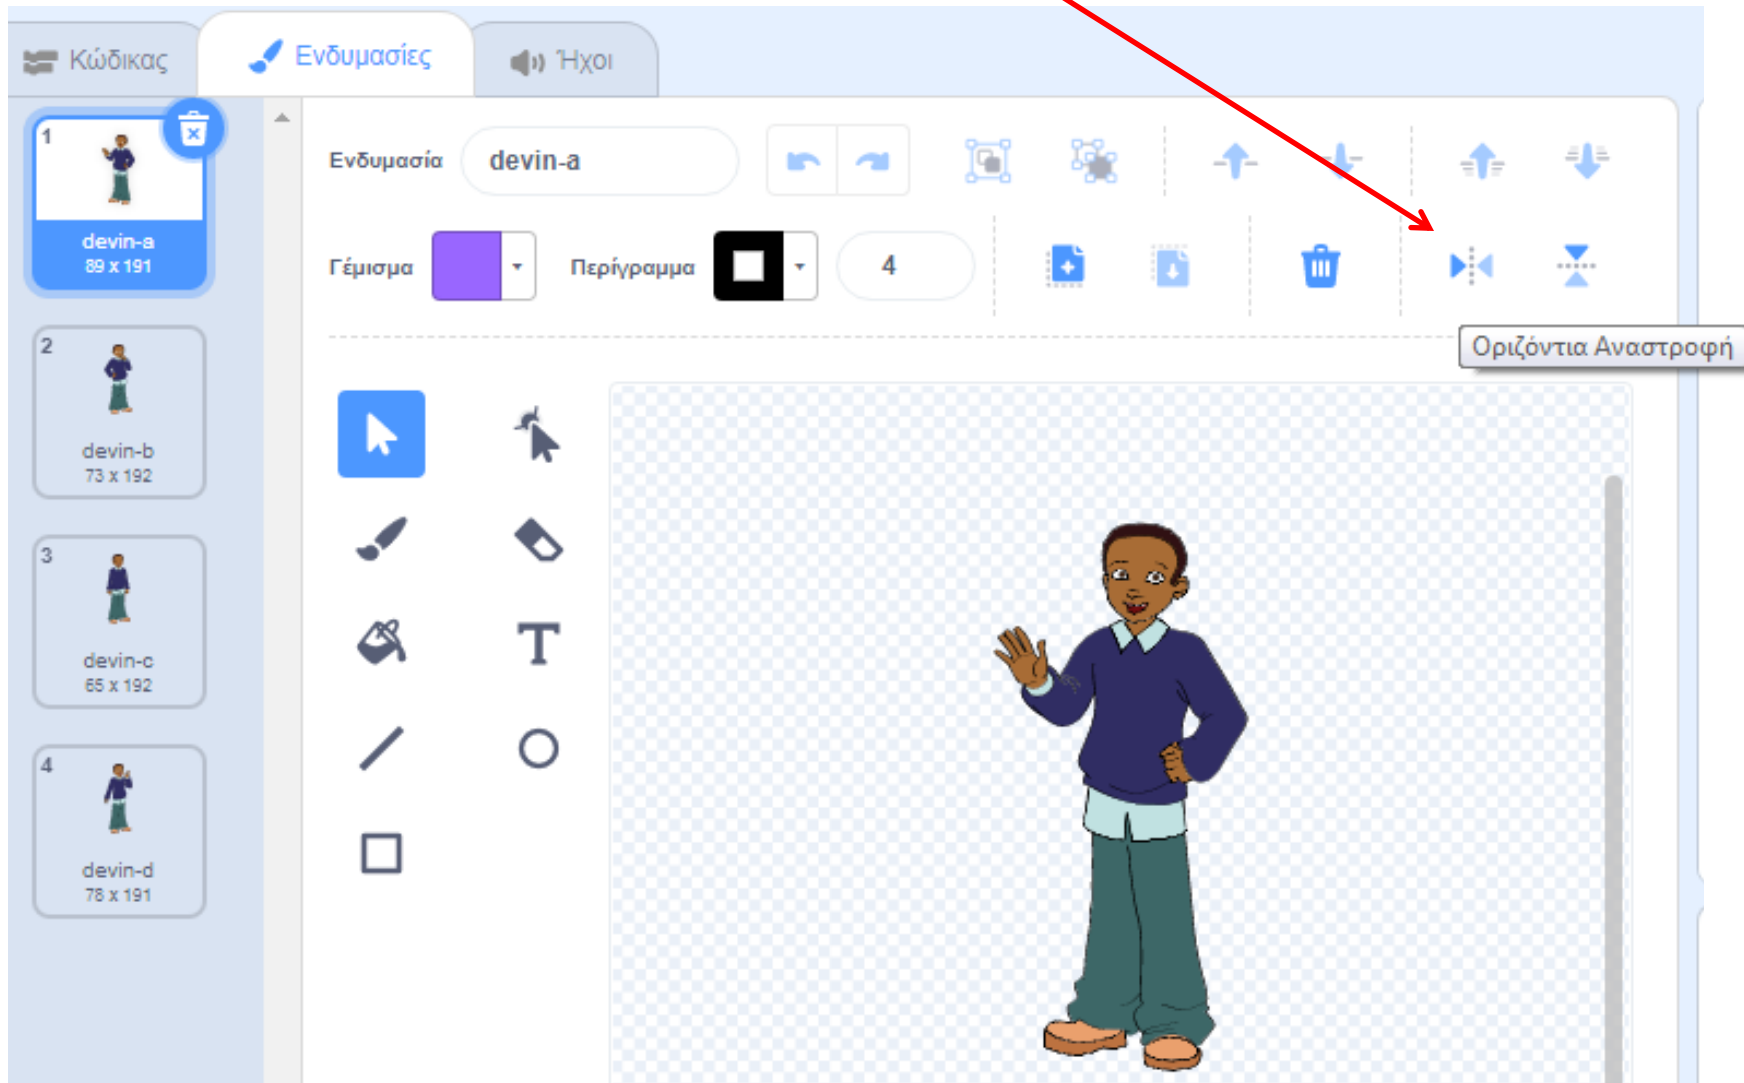 Κώδικας
Ενδυμασίες
Ήχοι
1
devin-a
89 x 191
2
devin-b
73 x 192
3
devin-c
65 x 192
4
devin-d
78 x 191
Ενδυμασία
devin-a
Γέμισμα
Περίγραμμα
4
Οριζόντια Αναστροφή
T